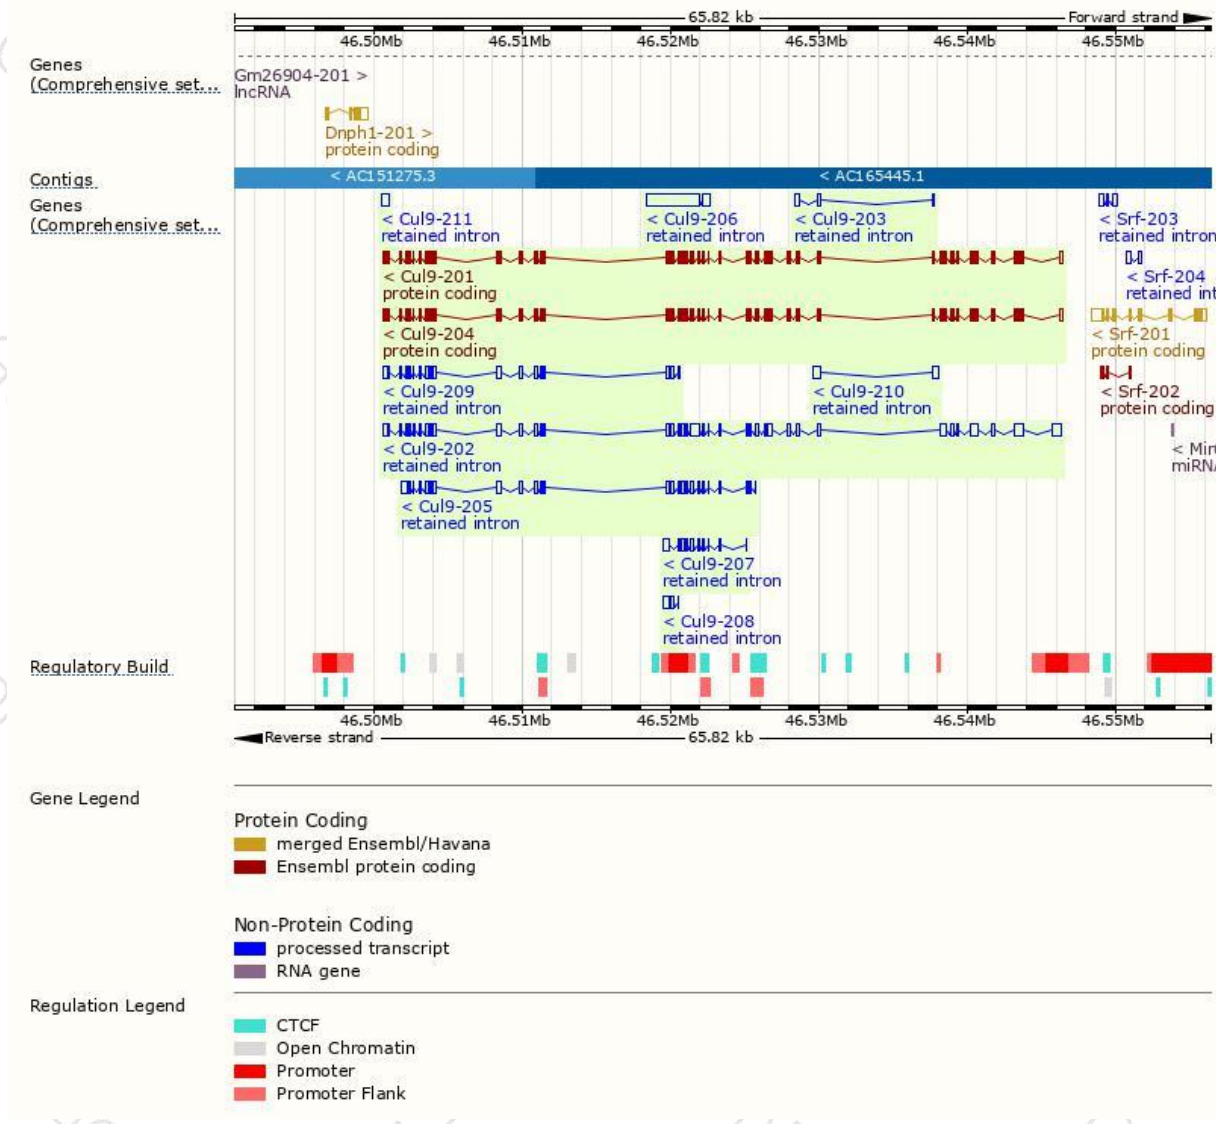 65.82 kb
Forward strand
46.50Mb 46.51Mb 46.52Mb 46.53Mb 46.54Mb 46.55Mb
Genes
(Comprehensive set...
Gm26904-201 >
lncRNA
Dnph1-201 >
protein coding
Contigs
< AC151275.3
< AC165445.1
Genes
(Comprehensive set...
< Cul9-211
retained intron
< Cul9-206
retained intron
< Cul9-203
retained intron
< Srf-203
retained intron
< Cul9-201
protein coding
< Srf-204
retained int
< Cul9-204
protein coding
< Srf-201
protein coding
< Cul9-209
retained intron
< Cul9-210
retained intron
< Srf-202
protein coding
< Cul9-202
retained intron
< Mir
miRNA
< Cul9-205
retained intron
< Cul9-207
retained intron
< Cul9-208
retained intron
Regulatory Build
46.50Mb 46.51Mb 46.52Mb 46.53Mb 46.54Mb 46.55Mb
Reverse strand
65.82 kb
Gene Legend
Protein Coding
merged Ensembl/Havana
Ensembl protein coding
Non-Protein Coding
processed transcript
RNA gene
Regulation Legend
CTCF
Open Chromatin
Promoter
Promoter Flank